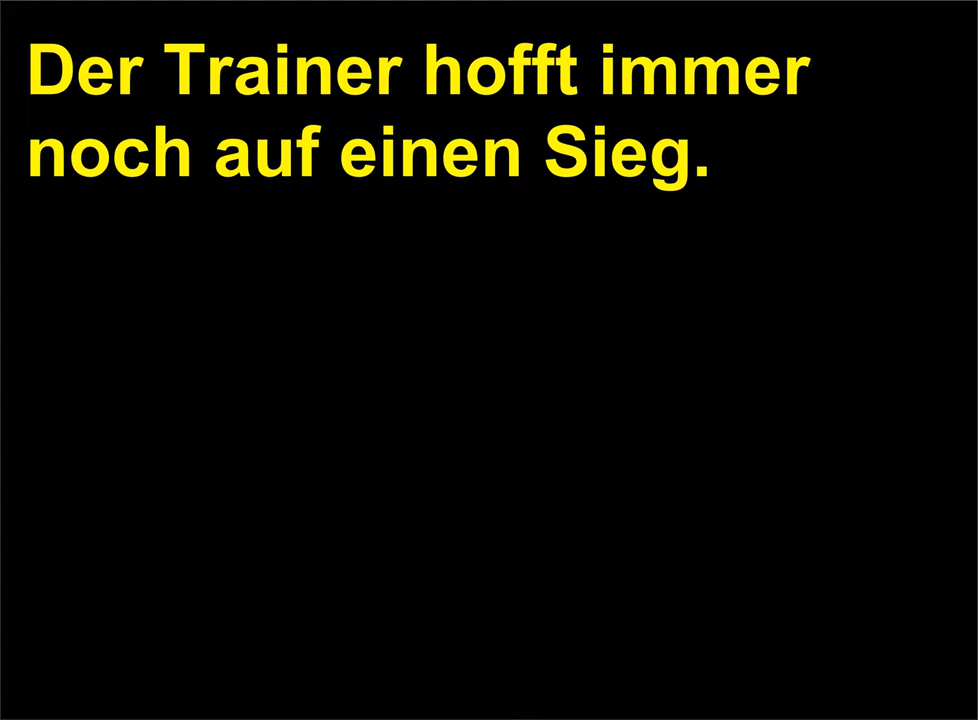 Der Trainer hofft immer
noch auf einen Sieg.